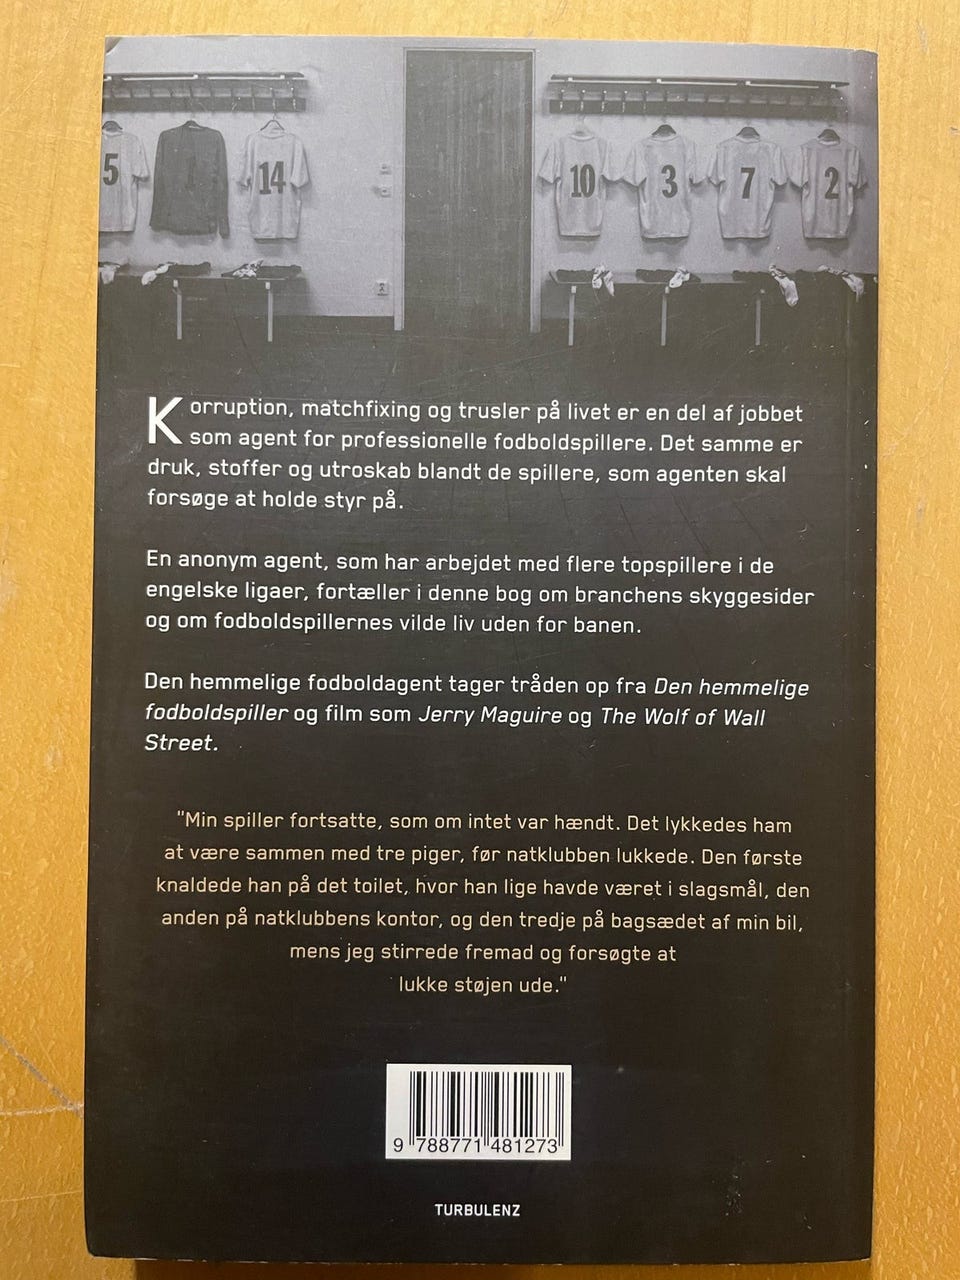 5
14
10
3
7
2
Korruption, matchfixing og trusler på livet er en del af jobbet
som agent for professionelle fodboldspillere. Det samme er
druk, stoffer og utroskab blandt de spillere, som agenten skal
forsøge at holde styr på.
En anonym agent, som har arbejdet med flere topspillere i de
engelske ligaer, fortæller i denne bog om branchens skyggesider
og om fodboldspillernes vilde liv uden for banen.
Den hemmelige fodboldagent tager tråden op fra Den hemmelige
fodboldspiller og film som Jerry Maguire og The Wolf of Wall
Street.
"Min spiller fortsatte, som om intet var hændt. Det lykkedes ham
at være sammen med tre piger, før natklubben lukkede. Den første
knaldede han på det toilet, hvor han lige havde været i slagsmål, den
anden på natklubbens kontor, og den tredje på bagsædet af min bil,
mens jeg stirrede fremad og forsøgte at
lukke støjen ude."
9 788771 481273
TURBULENZ